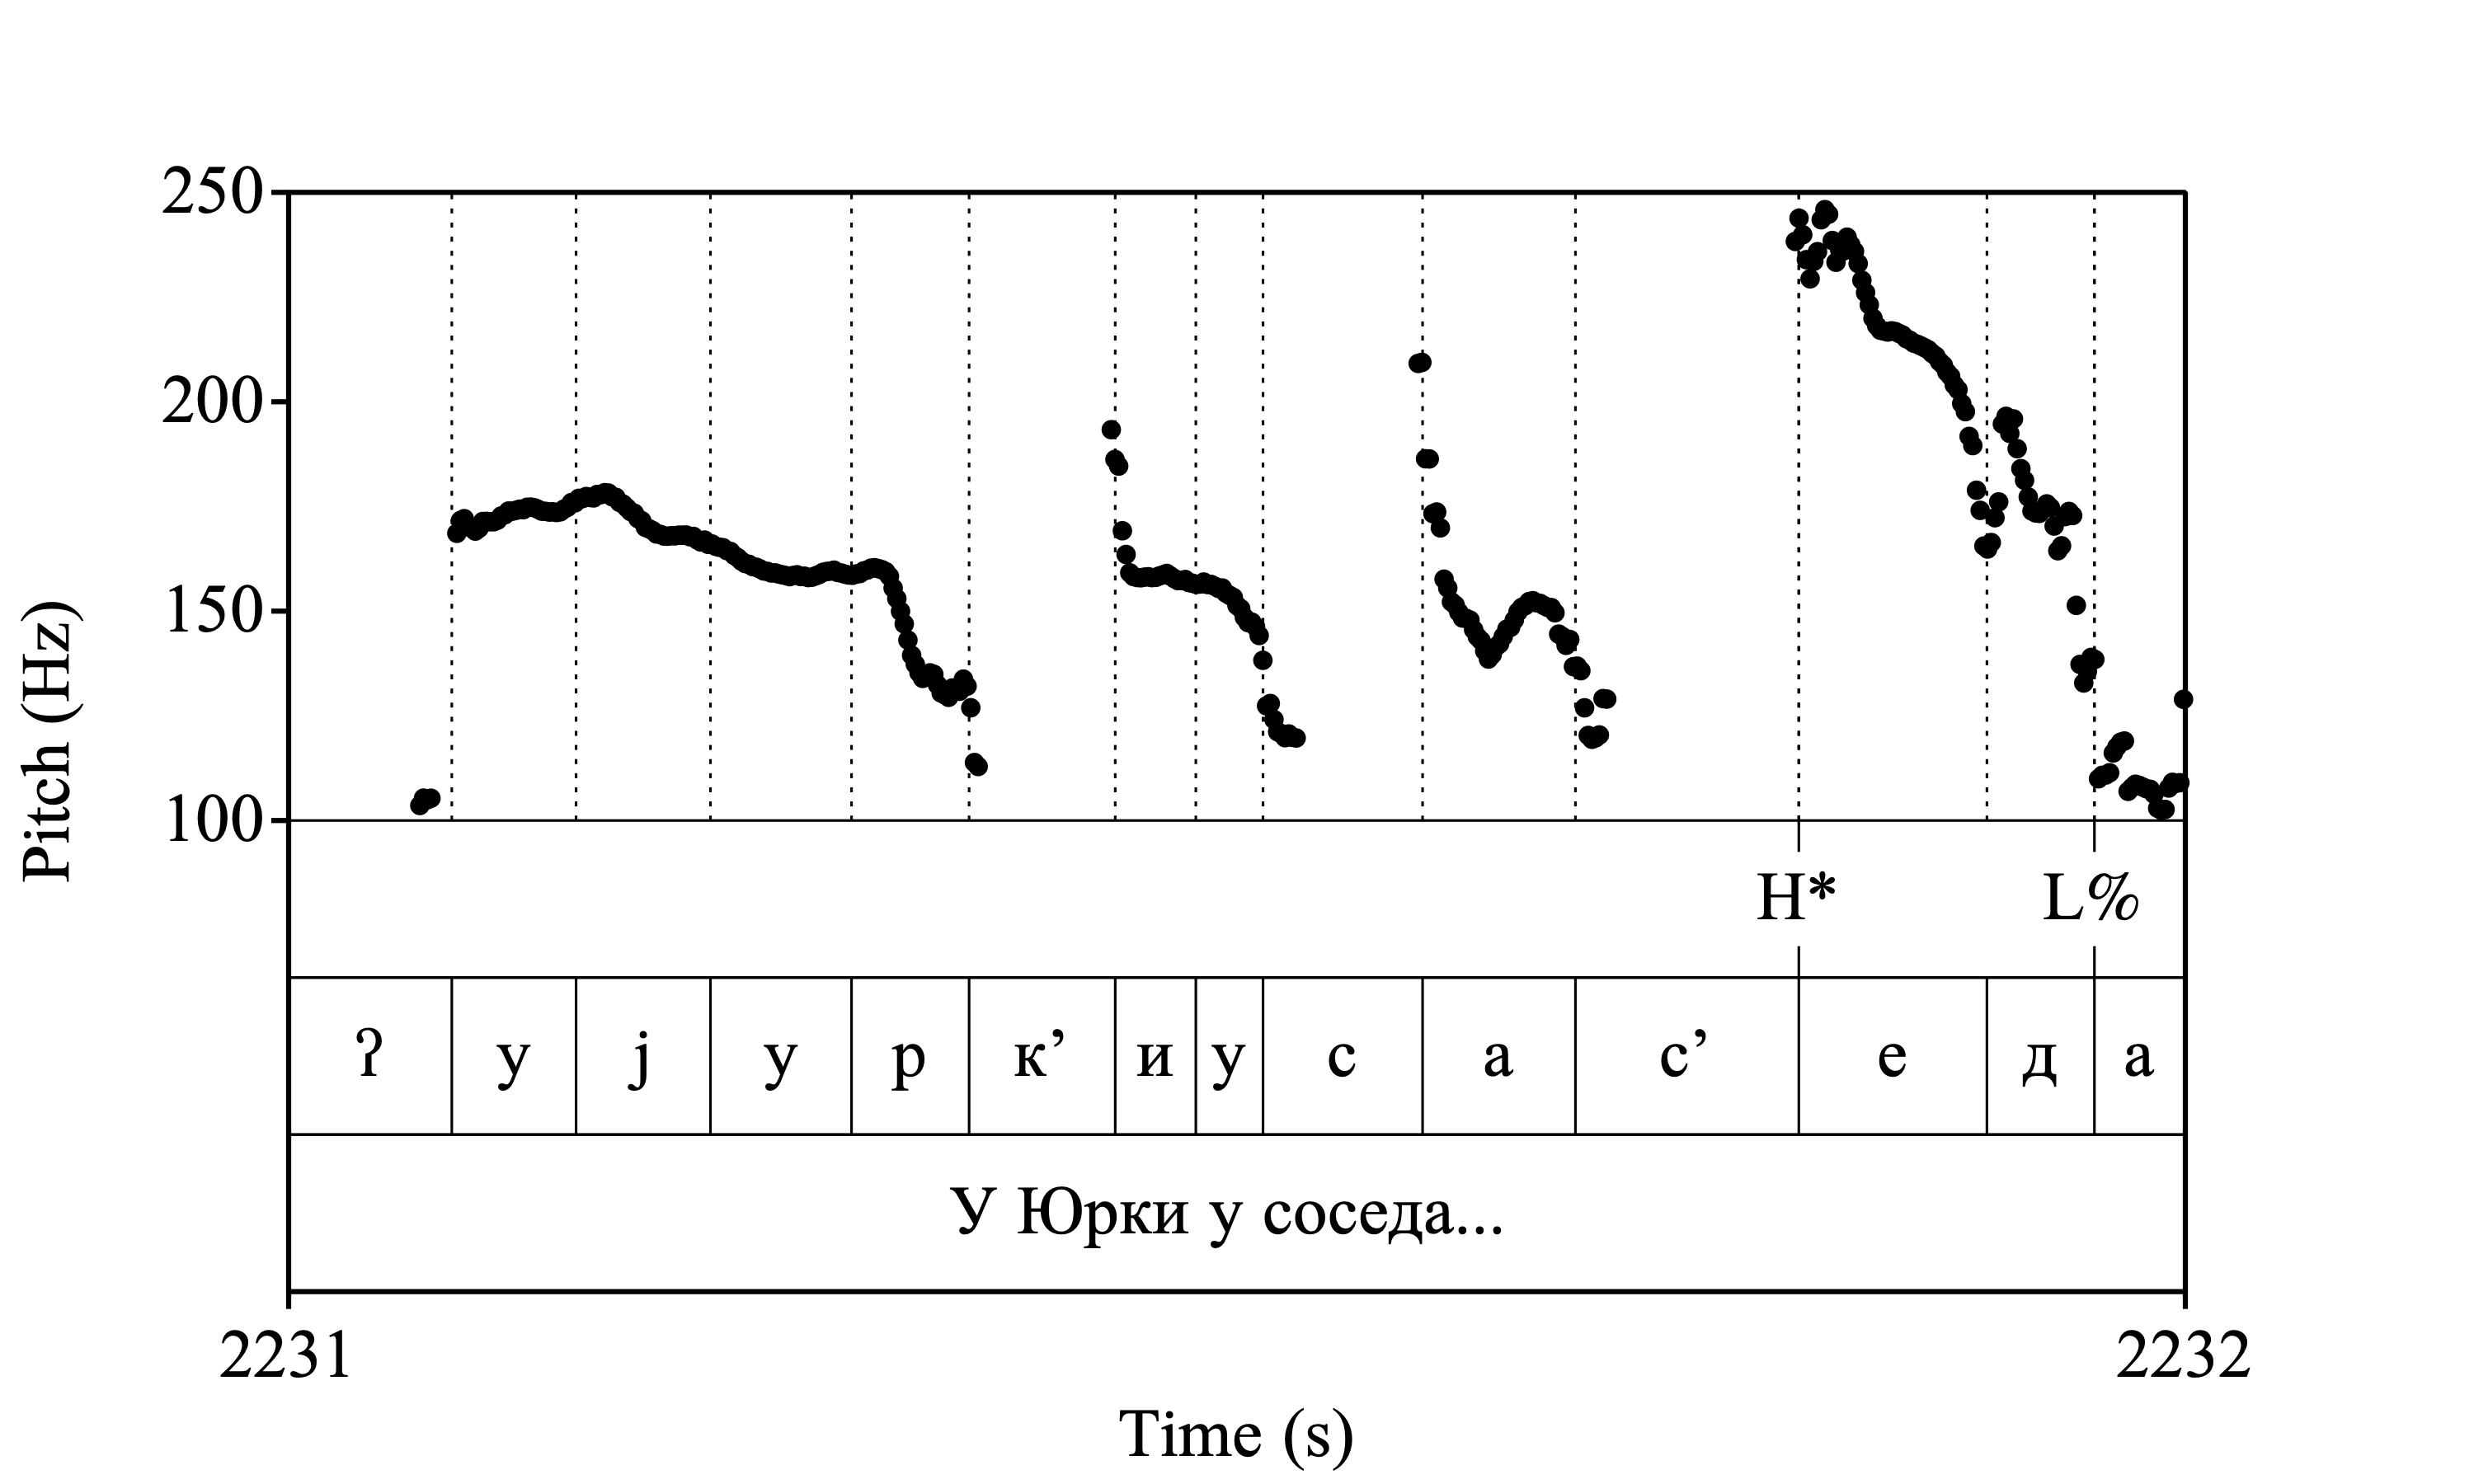 250
200
150
100
Pitch (Hz)
H* L%
ʔ у j у р к’ и у с а с’ е д а
У Юрки у соседа...
2231 2232
Time (s)